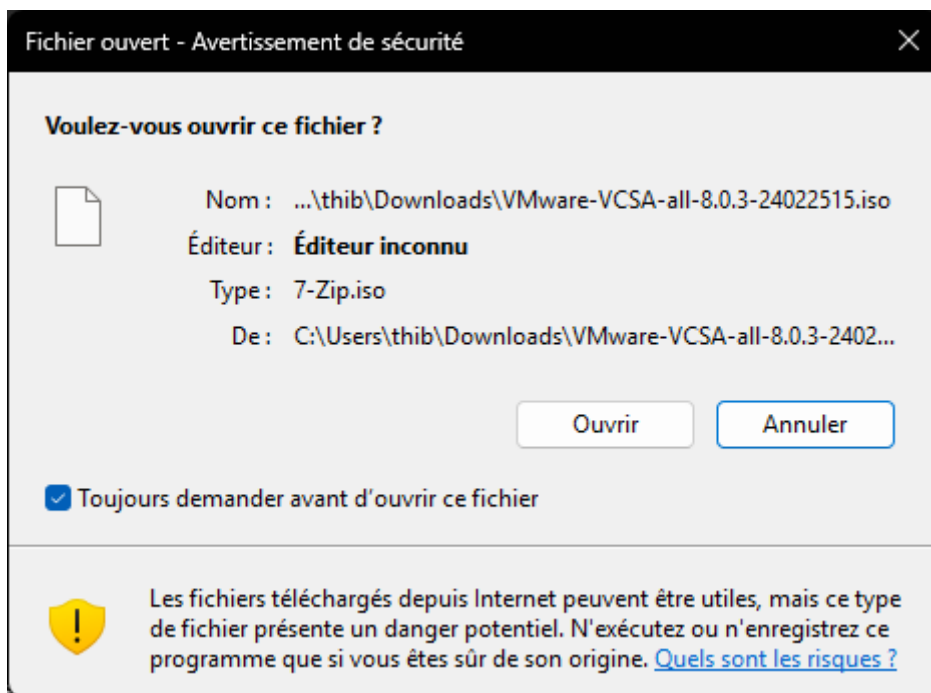 Fichier ouvert - Avertissement de sécurité
Voulez-vous ouvrir ce fichier ?
Nom : ...\thib\Downloads\VMware-VCSA-all-8.0.3-24022515.iso
Éditeur : Éditeur inconnu
Type : 7-Zip.iso
De : C:\Users\thib\Downloads\VMware-VCSA-all-8.0.3-2402...
Ouvrir Annuler
Toujours demander avant d'ouvrir ce fichier
Les fichiers téléchargés depuis Internet peuvent être utiles, mais ce type
de fichier présente un danger potentiel. N'exécutez ou n'enregistrez ce
programme que si vous êtes sûr de son origine. Quels sont les risques ?